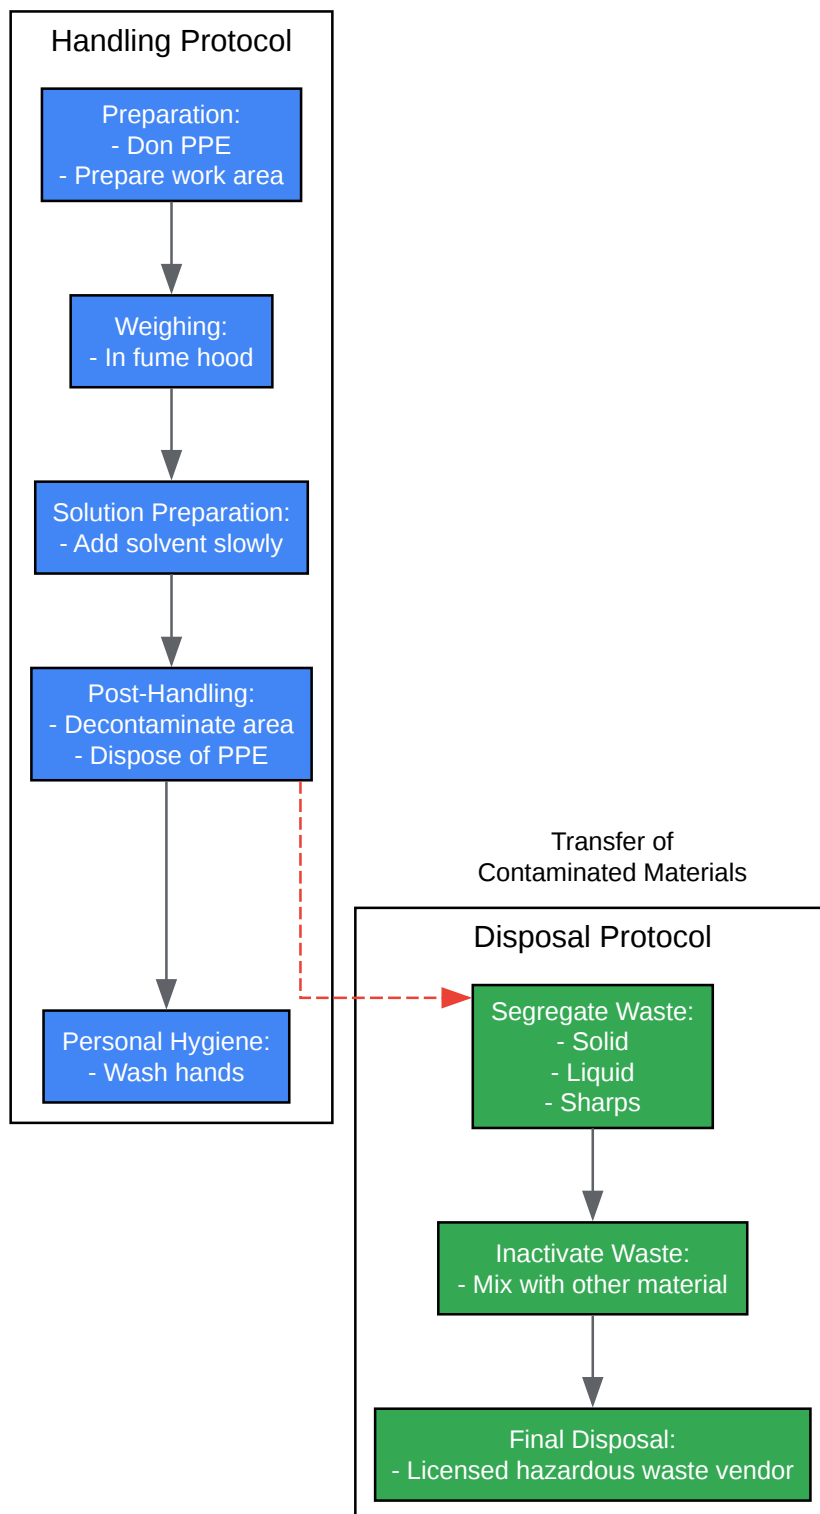 Handling Protocol
Preparation:
- Don PPE
- Prepare work area
Weighing:
- In fume hood
Solution Preparation:
- Add solvent slowly
Post-Handling:
- Decontaminate area
- Dispose of PPE
Personal Hygiene:
- Wash hands
Transfer of
Contaminated Materials
Disposal Protocol
Segregate Waste:
- Solid
- Liquid
- Sharps
Inactivate Waste:
- Mix with other material
Final Disposal:
- Licensed hazardous waste vendor